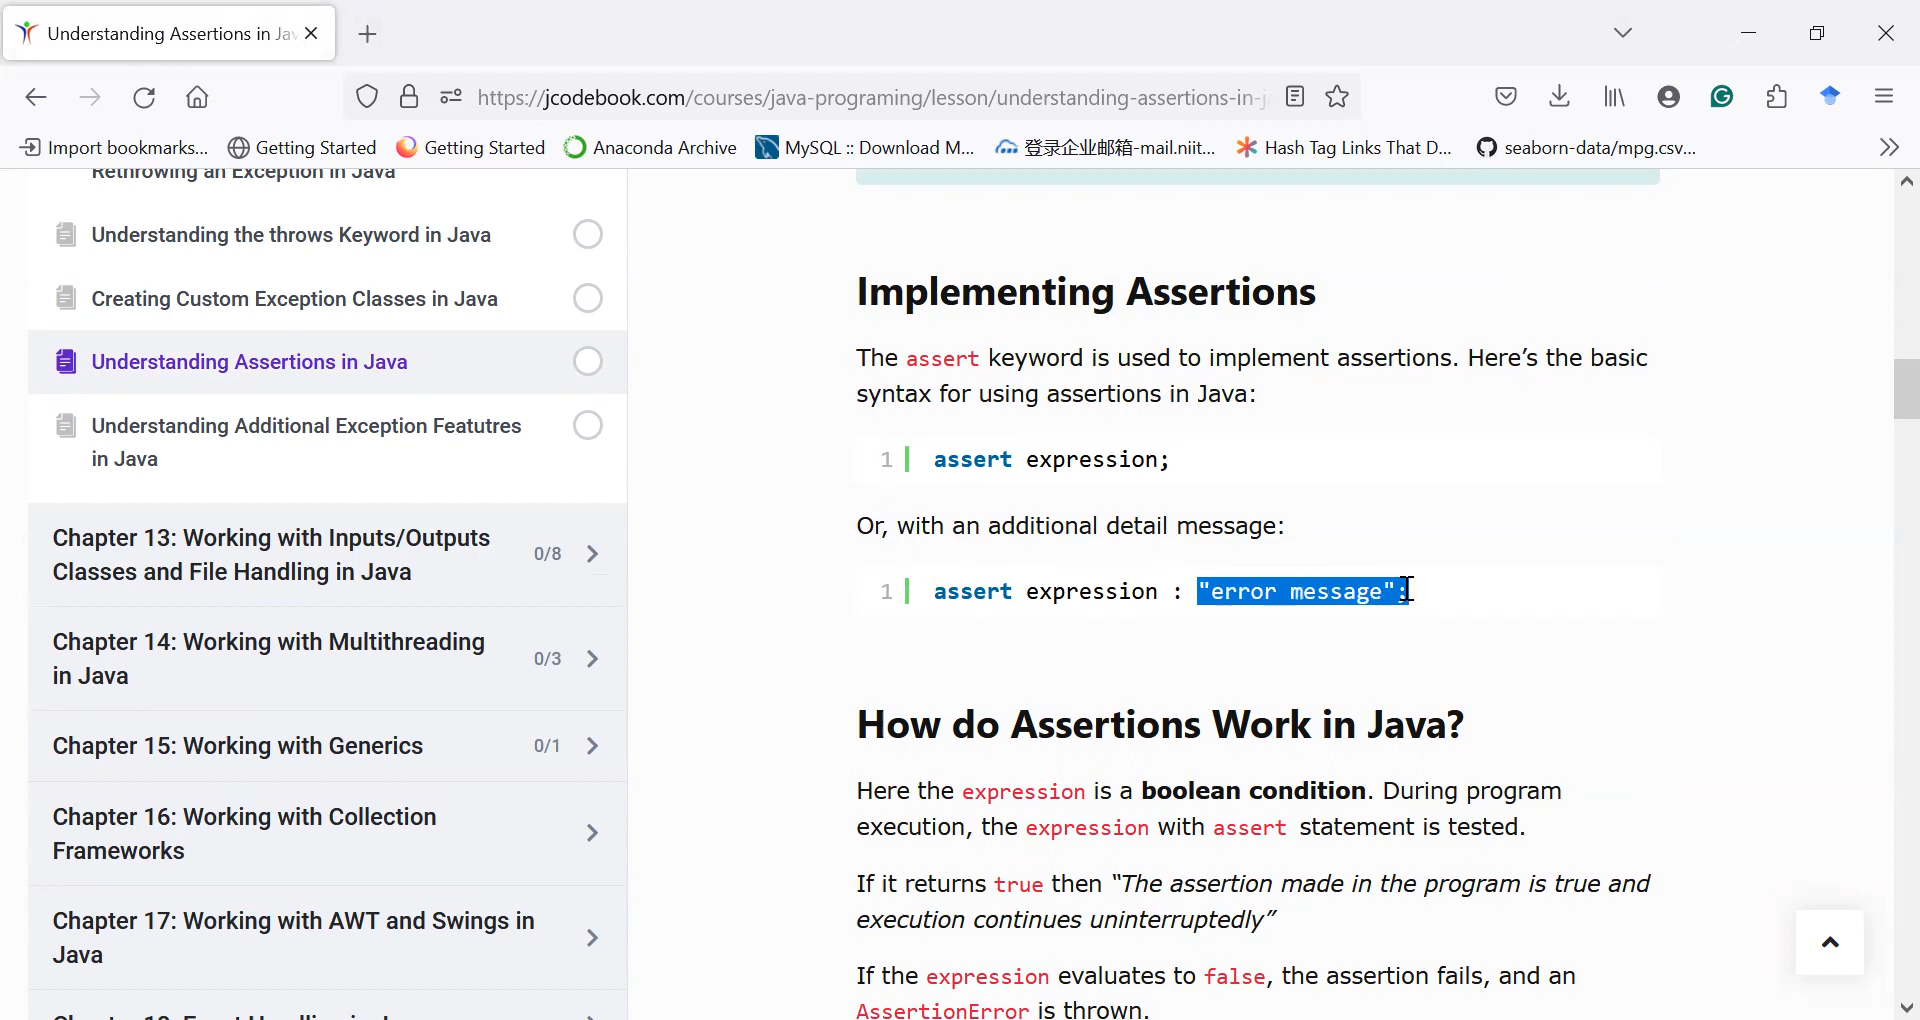 Understanding Assertions in Jav
https://jcodebook.com/courses/java-programing/lesson/understanding-assertions-in-j
Import bookmarks...
Getting Started
Getting Started
Anaconda Archive
MySQL :: Download M...
登录企业邮箱-mail.niit...
Hash Tag Links That D...
seaborn-data/mpg.csv...
Rethrowing an Exception in Java
Understanding the throws Keyword in Java
Creating Custom Exception Classes in Java
Understanding Assertions in Java
Understanding Additional Exception Featutres
in Java
Chapter 13: Working with Inputs/Outputs
Classes and File Handling in Java
0/8
Chapter 14: Working with Multithreading
in Java
0/3
Chapter 15: Working with Generics
0/1
Chapter 16: Working with Collection
Frameworks
Chapter 17: Working with AWT and Swings in
Java
Implementing Assertions
The assert keyword is used to implement assertions. Here’s the basic
syntax for using assertions in Java:
1 assert expression;
Or, with an additional detail message:
1 assert expression : "error message";
How do Assertions Work in Java?
Here the expression is a boolean condition. During program
execution, the expression with assert statement is tested.
If it returns true then “The assertion made in the program is true and
execution continues uninterruptedly”
If the expression evaluates to false, the assertion fails, and an
AssertionError is thrown.